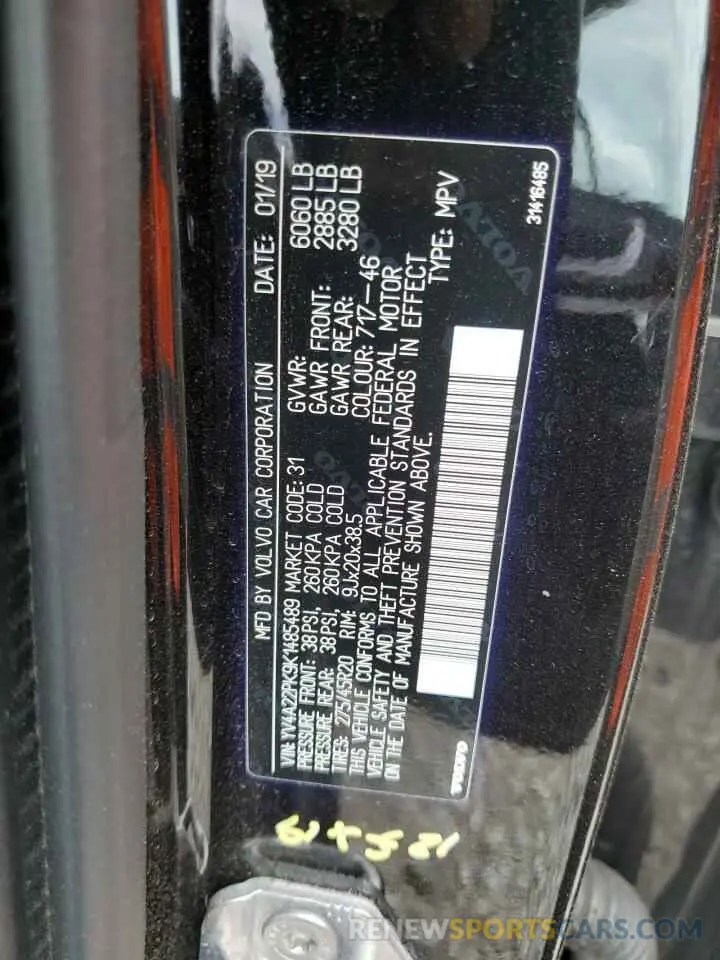 MFD BY VOLVO CAR CORPORATION DATE: 01/19
VIN: YV4A22PK9K1485489 MARKET CODE: 31 GVWR: 6060 LB
PRESSURE FRONT: 38PSI, 260KPA COLD GAWR FRONT: 2885 LB
PRESSURE REAR: 38PSI, 260KPA COLD GAWR REAR: 3280 LB
TIRES: 275/45R20 RIM: 9Jx20x38.5 COLOUR: 717-46
THIS VEHICLE CONFORMS TO ALL APPLICABLE FEDERAL MOTOR
VEHICLE SAFETY AND THEFT PREVENTION STANDARDS IN EFFECT
ON THE DATE OF MANUFACTURE SHOWN ABOVE. TYPE: MPV
VOLVO 31416485
RENEWSPORTSCARS.COM